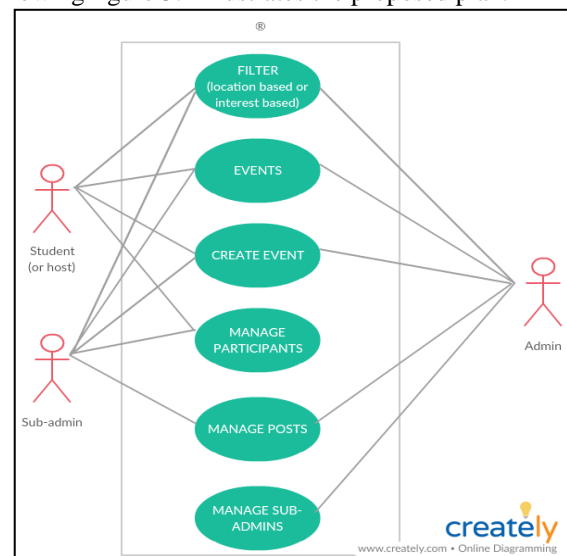 ®
FILTER
(location based or
interest based)
EVENTS
Student
(or host)
CREATE EVENT
Admin
MANAGE
PARTICIPANTS
Sub-admin
MANAGE POSTS
MANAGE SUB-
ADMINS
creately
www.creately.com • Online Diagramming